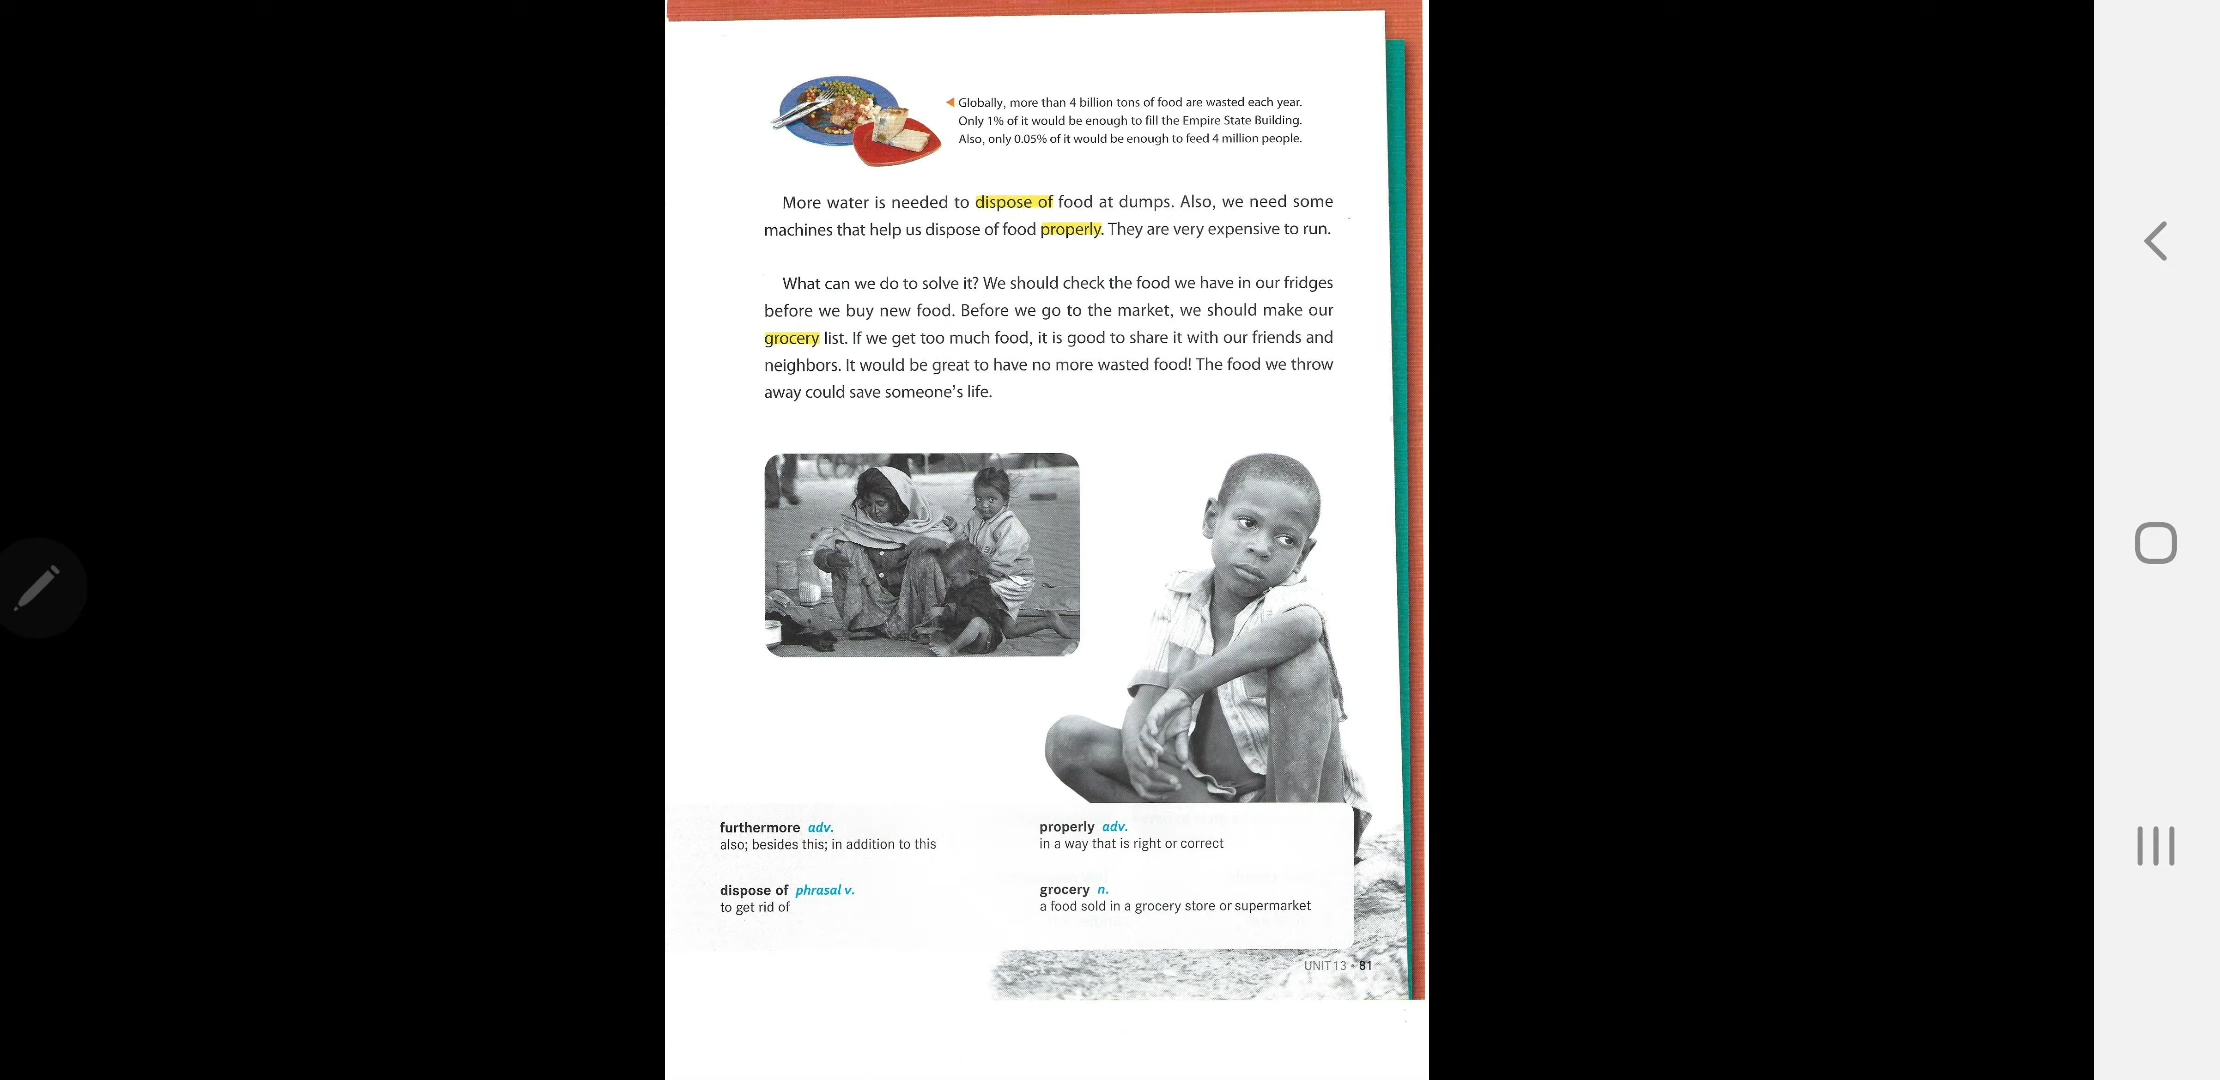 Globally, more than 4 billion tons of food are wasted each year.
Only 1% of it would be enough to fill the Empire State Building.
Also, only 0.05% of it would be enough to feed 4 million people.
More water is needed to dispose of food at dumps. Also, we need some
machines that help us dispose of food properly. They are very expensive to run.
What can we do to solve it? We should check the food we have in our fridges
before we buy new food. Before we go to the market, we should make our
grocery list. If we get too much food, it is good to share it with our friends and
neighbors. It would be great to have no more wasted food! The food we throw
away could save someone's life.
furthermore adv.
also; besides this; in addition to this
dispose of phrasal v.
to get rid of
properly adv.
in a way that is right or correct
grocery n.
a food sold in a grocery store or supermarket
UNIT 13 • 81